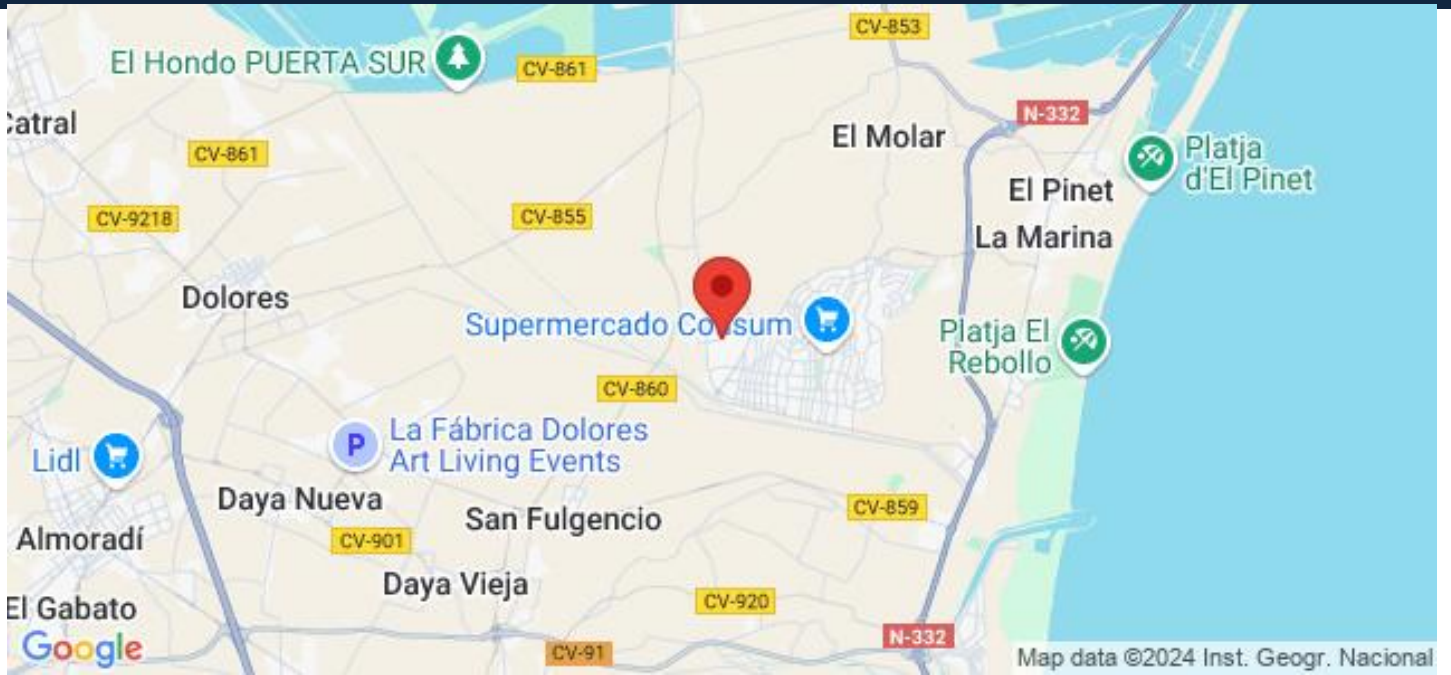 CV-853
El Hondo PUERTA SUR
CV-861
N-332
Catral
El Molar
CV-861
Platja
d'El Pinet
El Pinet
CV-9218
CV-855
La Marina
Dolores
Supermercado Consum
Platja El
Rebollo
CV-860
P
La Fábrica Dolores
Art Living Events
Lidl
Daya Nueva
San Fulgencio
CV-859
Almoradí
CV-901
Daya Vieja
CV-920
El Gabato
N-332
Google
CV-91
Map data ©2024 Inst. Geogr. Nacional